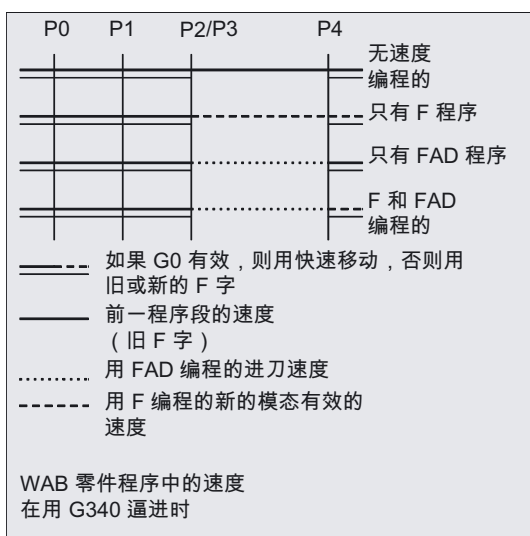 P0 P1 P2/P3 P4
无速度
编程的
只有 F 程序
只有 FAD 程序
F 和 FAD
编程的
如果 G0 有效，则用快速移动，否则用
旧或新的 F 字
前一程序段的速度
（旧 F 字）
用 FAD 编程的进刀速度
用 F 编程的新的模态有效的
速度
WAB 零件程序中的速度
在用 G340 逼进时